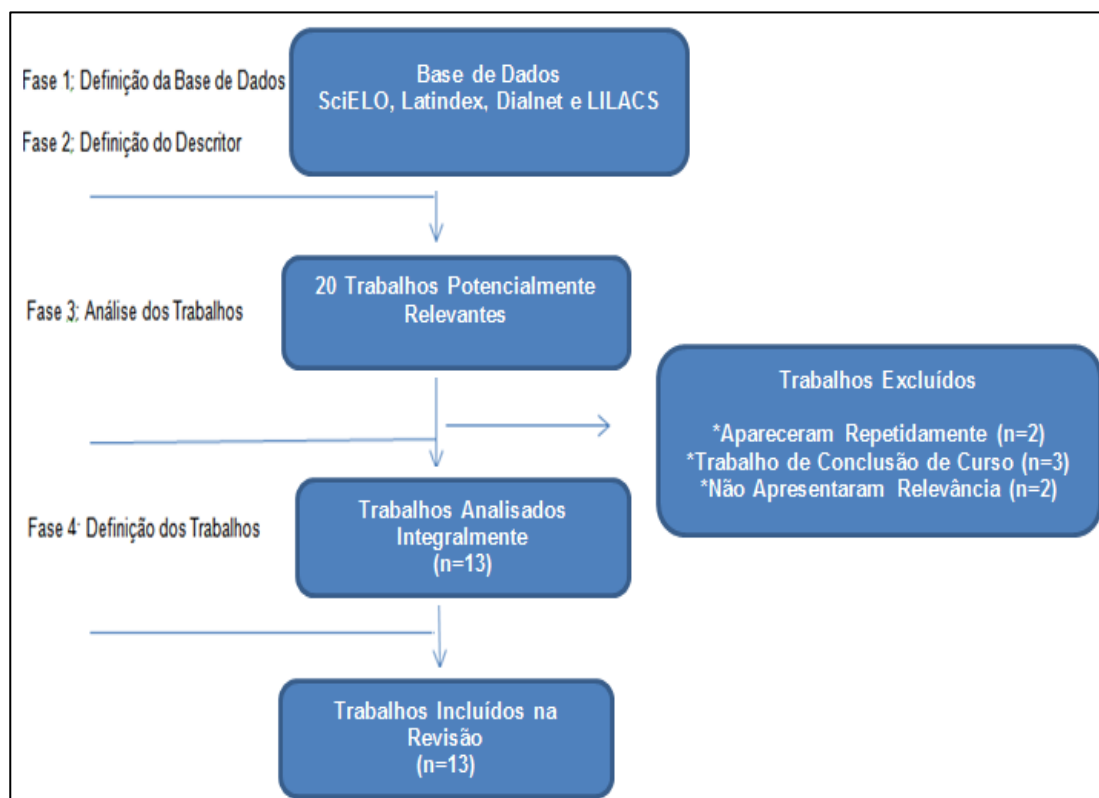 Fase 1; Definição da Base de Dados
Base de Dados
SciELO, Latindex, Dialnet e LILACS
Fase 2; Definição do Descritor
Fase 3; Análise dos Trabalhos
20 Trabalhos Potencialmente
Relevantes
Trabalhos Excluídos
*Apareceram Repetidamente (n=2)
*Trabalho de Conclusão de Curso (n=3)
*Não Apresentaram Relevância (n=2)
Fase 4: Definição dos Trabalhos
Trabalhos Analisados
Integralmente
(n=13)
Trabalhos Incluídos na
Revisão
(n=13)